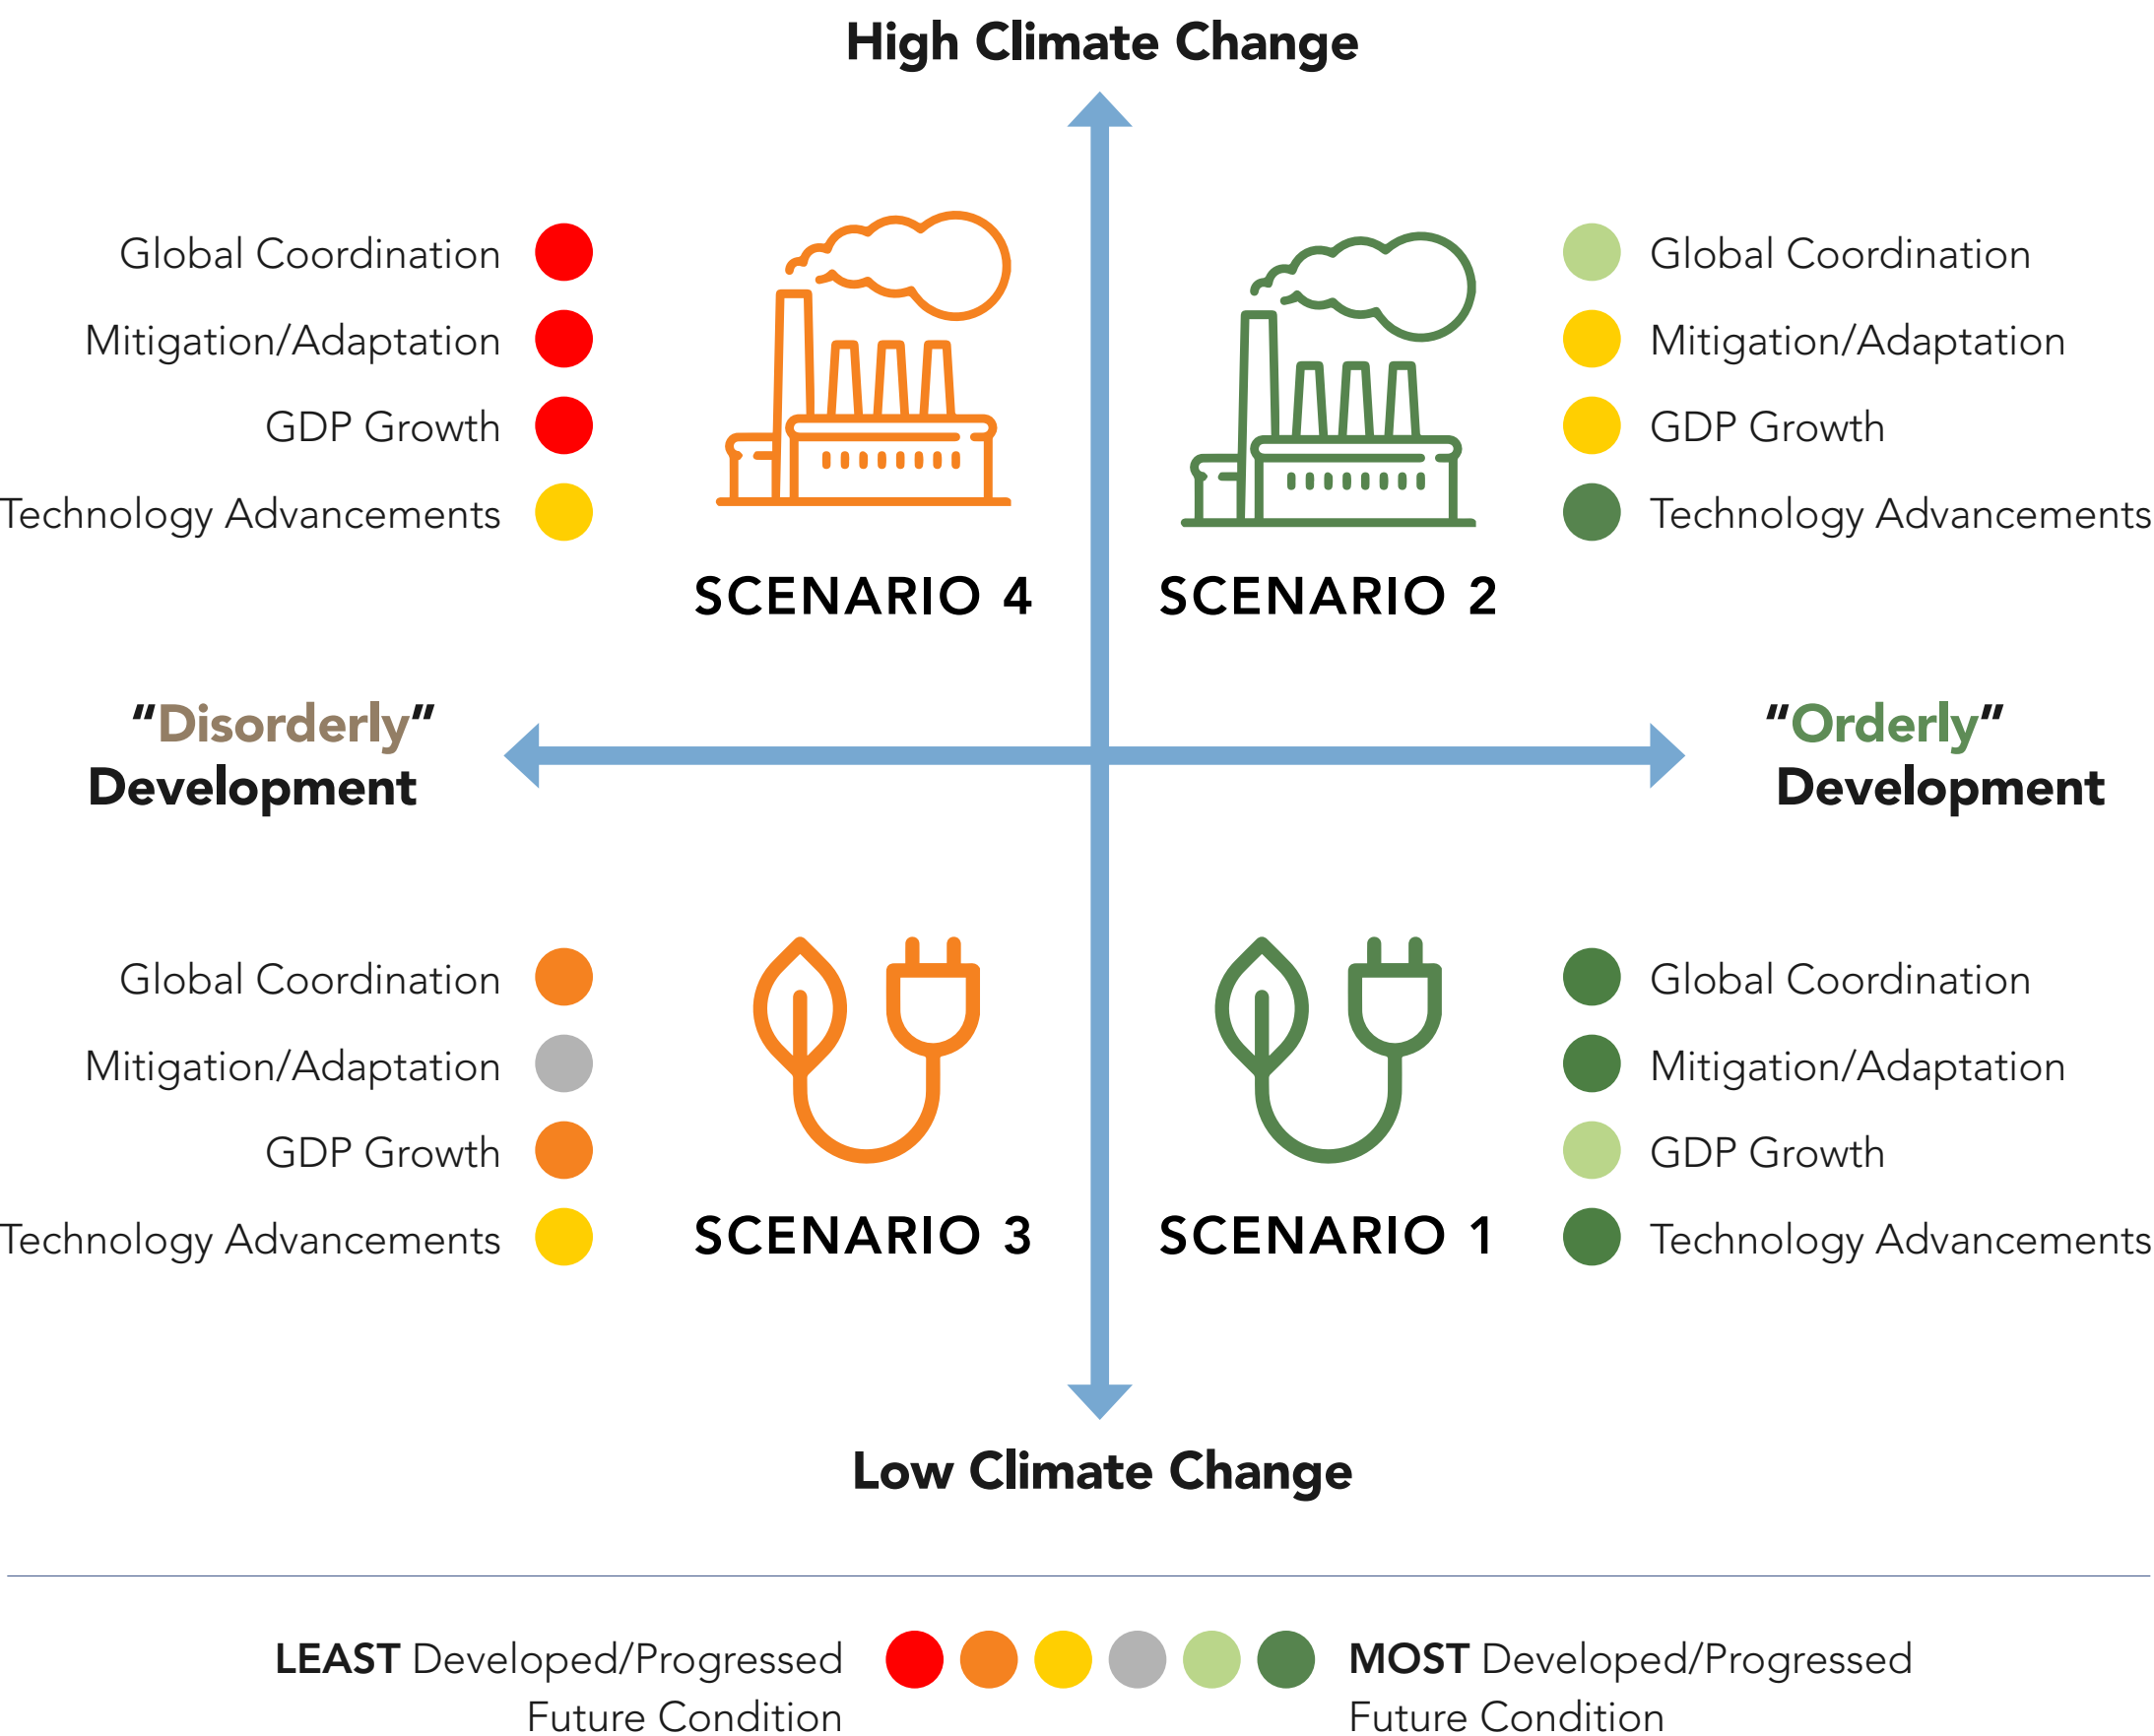 High Climate Change
Global Coordination
Mitigation/Adaptation
GDP Growth
Technology Advancements
SCENARIO 4
SCENARIO 2
Global Coordination
Mitigation/Adaptation
GDP Growth
Technology Advancements
"Disorderly"
Development
"Orderly"
Development
Global Coordination
Mitigation/Adaptation
GDP Growth
Technology Advancements
SCENARIO 3
SCENARIO 1
Global Coordination
Mitigation/Adaptation
GDP Growth
Technology Advancements
Low Climate Change
LEAST Developed/Progressed
Future Condition
MOST Developed/Progressed
Future Condition